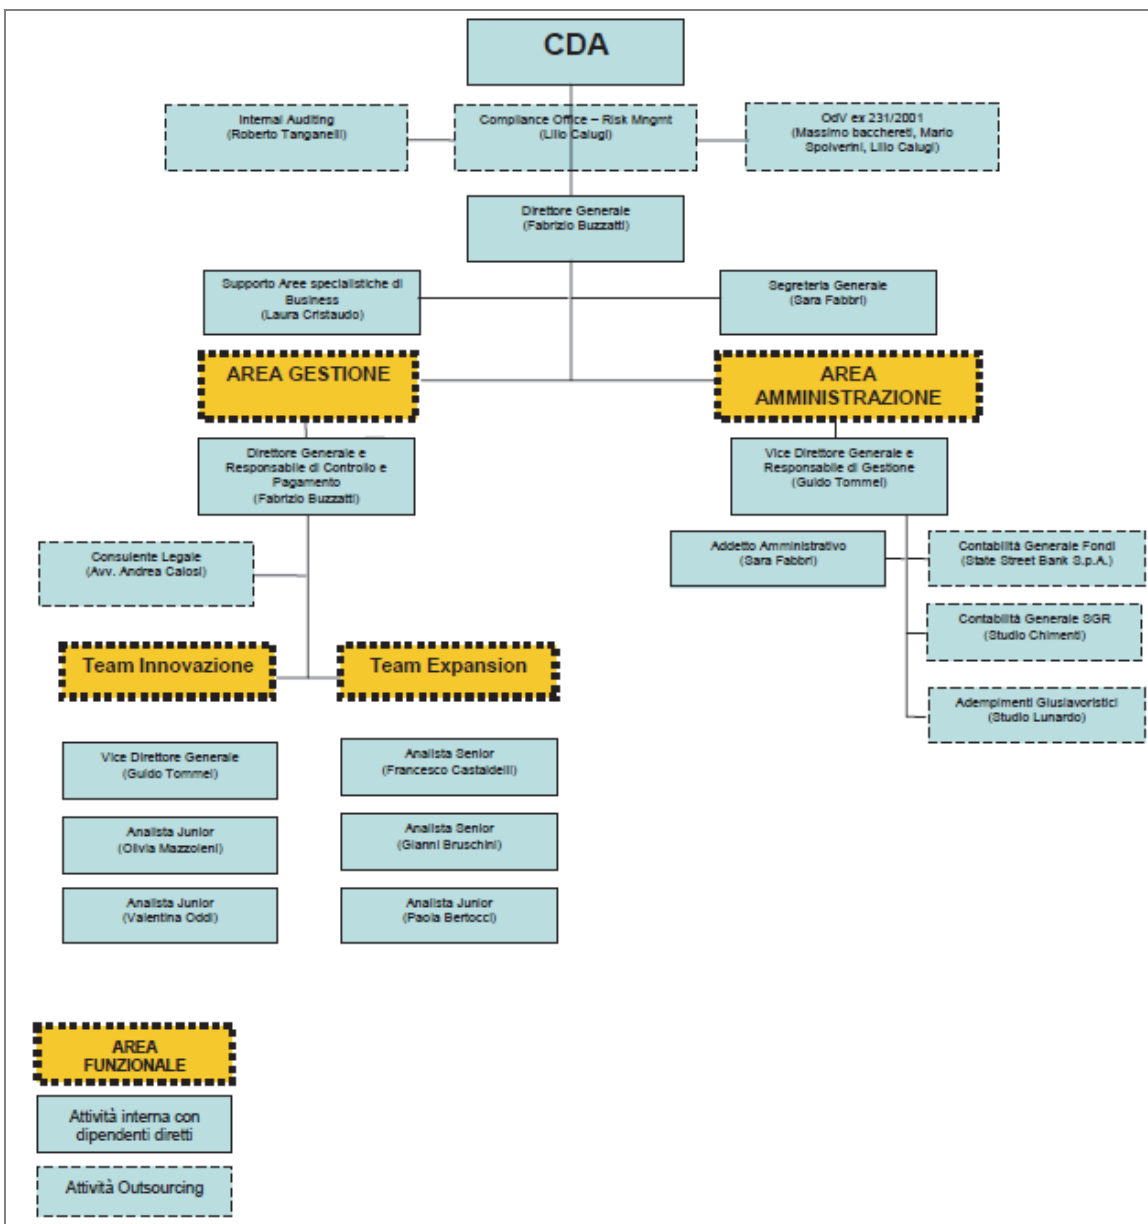 CDA
Internal Auditing
(Roberto Tanganelli)
Compliance Office – Risk Mngmt
(Lilio Calugi)
OdV ex 231/2001
(Massimo bacchereti, Mario
Spolverini, Lilio Calugi)
Direttore Generale
(Fabrizio Buzzatti)
Supporto Aree specialistiche di
Business
(Laura Cristaudo)
Segreteria Generale
(Sara Fabbri)
AREA GESTIONE
AREA
AMMINISTRAZIONE
Direttore Generale e
Responsabile di Controllo e
Pagamento
(Fabrizio Buzzatti)
Vice Direttore Generale e
Responsabile di Gestione
(Guido Tommei)
Consulente Legale
(Avv. Andrea Calosi)
Addetto Amministrativo
(Sara Fabbri)
Contabilità Generale Fondi
(State Street Bank S.p.A.)
Contabilità Generale SGR
(Studio Chimenti)
Adempimenti Giuslavoristici
(Studio Lunardo)
Team Innovazione
Team Expansion
Vice Direttore Generale
(Guido Tommei)
Analista Senior
(Francesco Castaldelli)
Analista Junior
(Olivia Mazzoleni)
Analista Senior
(Gianni Bruschini)
Analista Junior
(Valentina Oddi)
Analista Junior
(Paola Bertocci)
AREA
FUNZIONALE
Attività interna con
dipendenti diretti
Attività Outsourcing